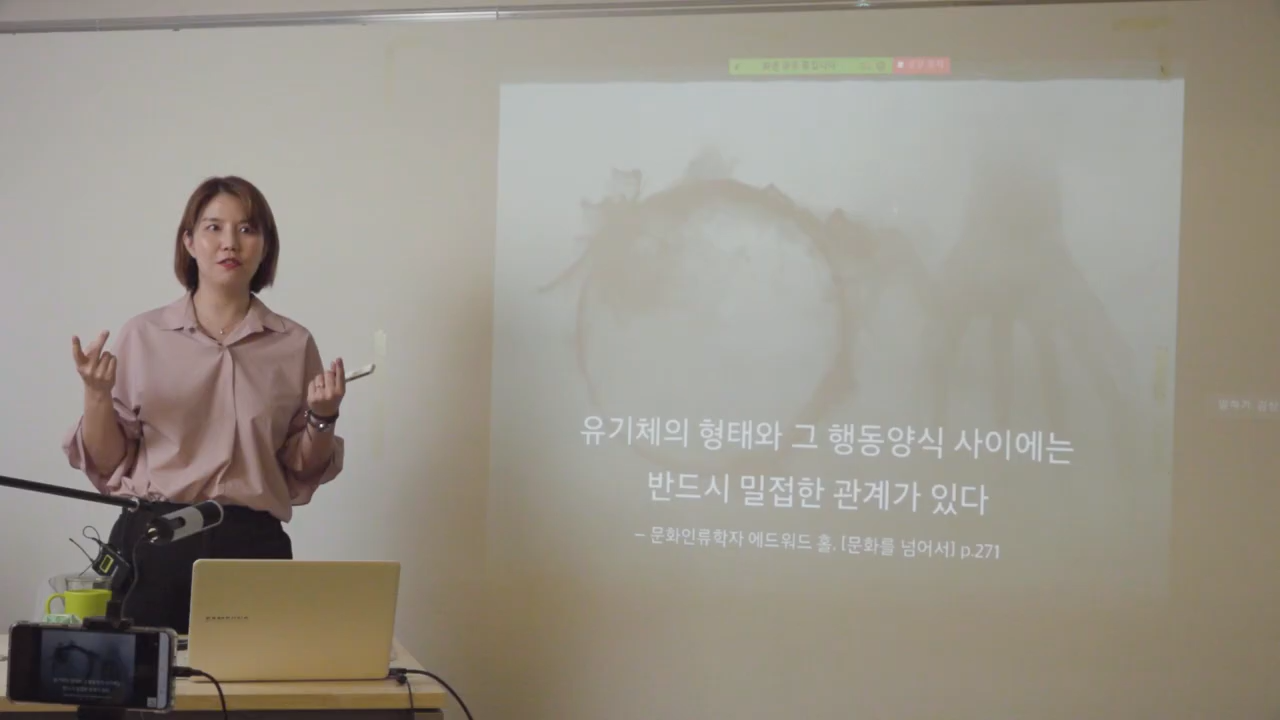 유기체의 형태와 그 행동양식 사이에는
반드시 밀접한 관계가 있다
– 문화인류학자 에드워드 홀, [문화를 넘어서] p.271